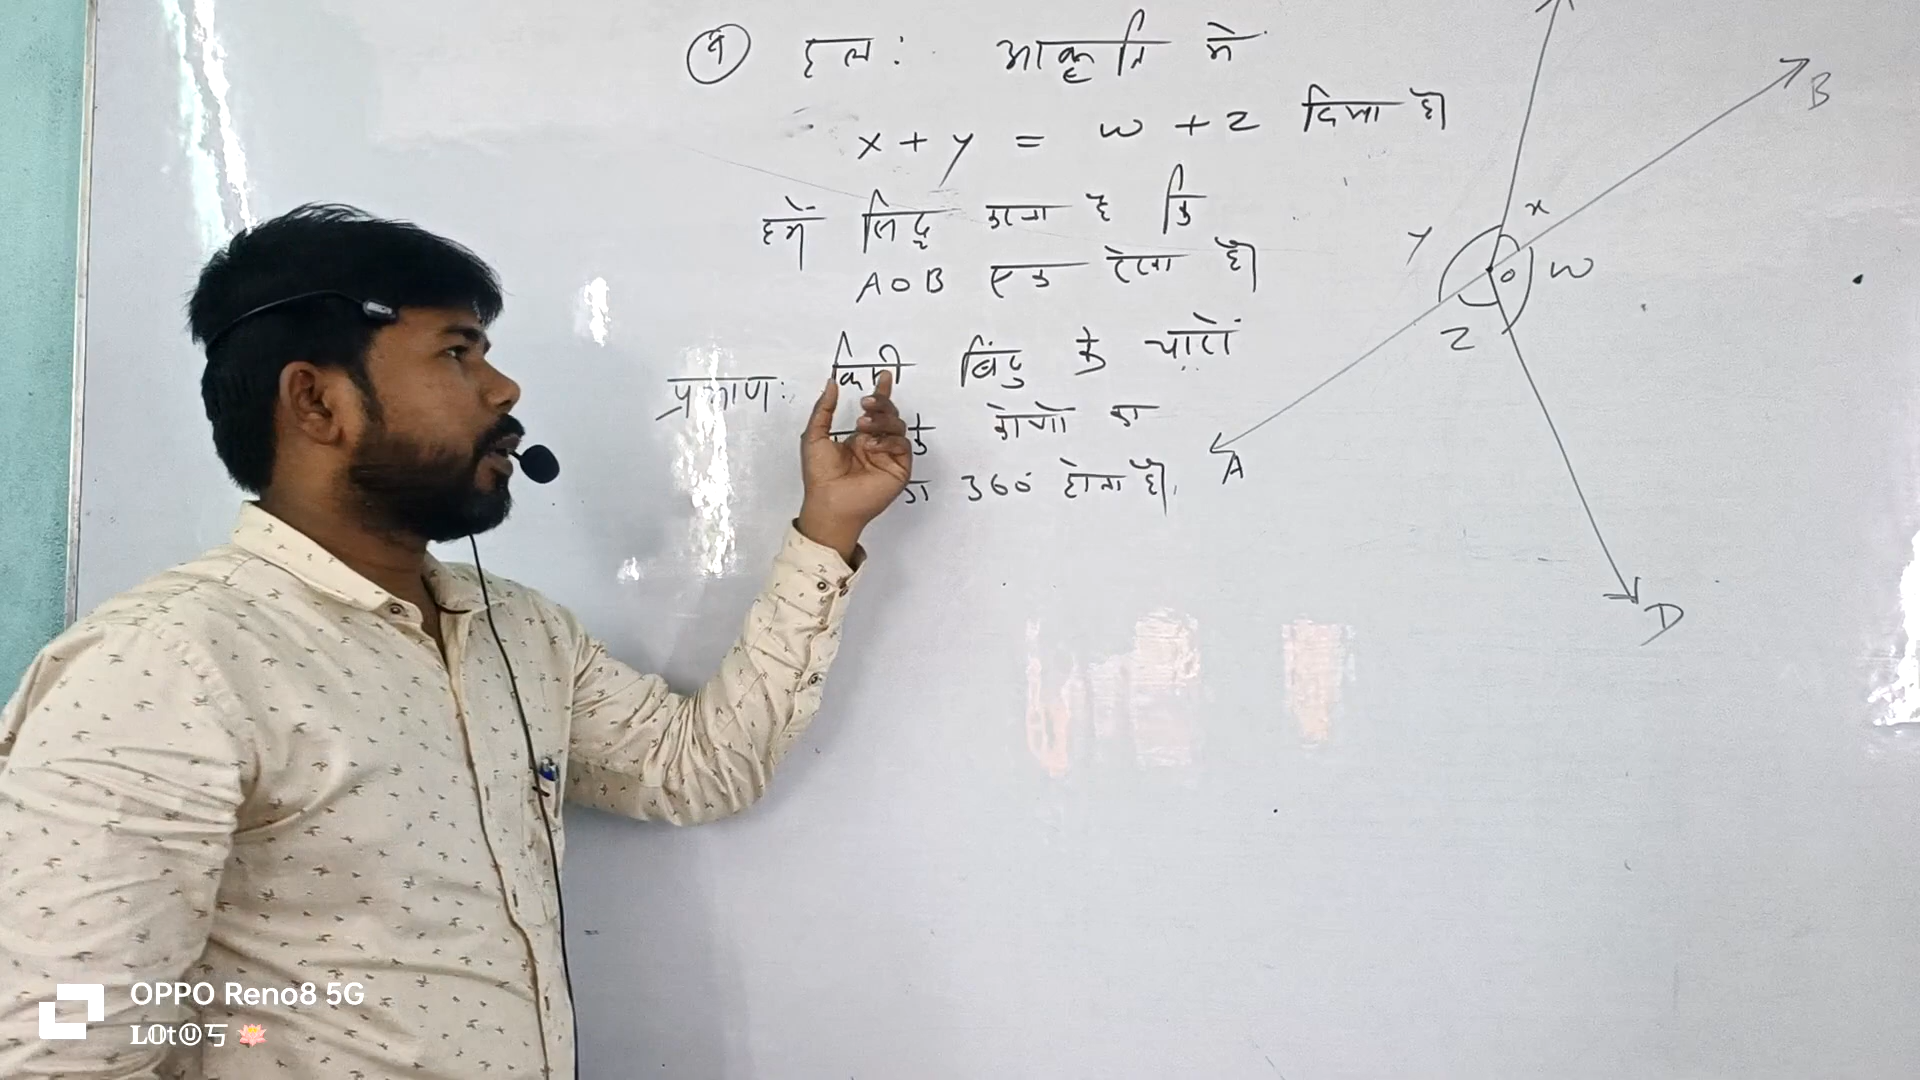 ④ हल: आकृति में
x + y = w + z दिया है।
हमें सिद्ध करना है कि
AOB एक रेखा है।
प्रमाण: किसी बिंदु के चारों
के कोणों का
360° होता है।
B
x
y
O
w
z
A
D
OPPO Reno8 5G